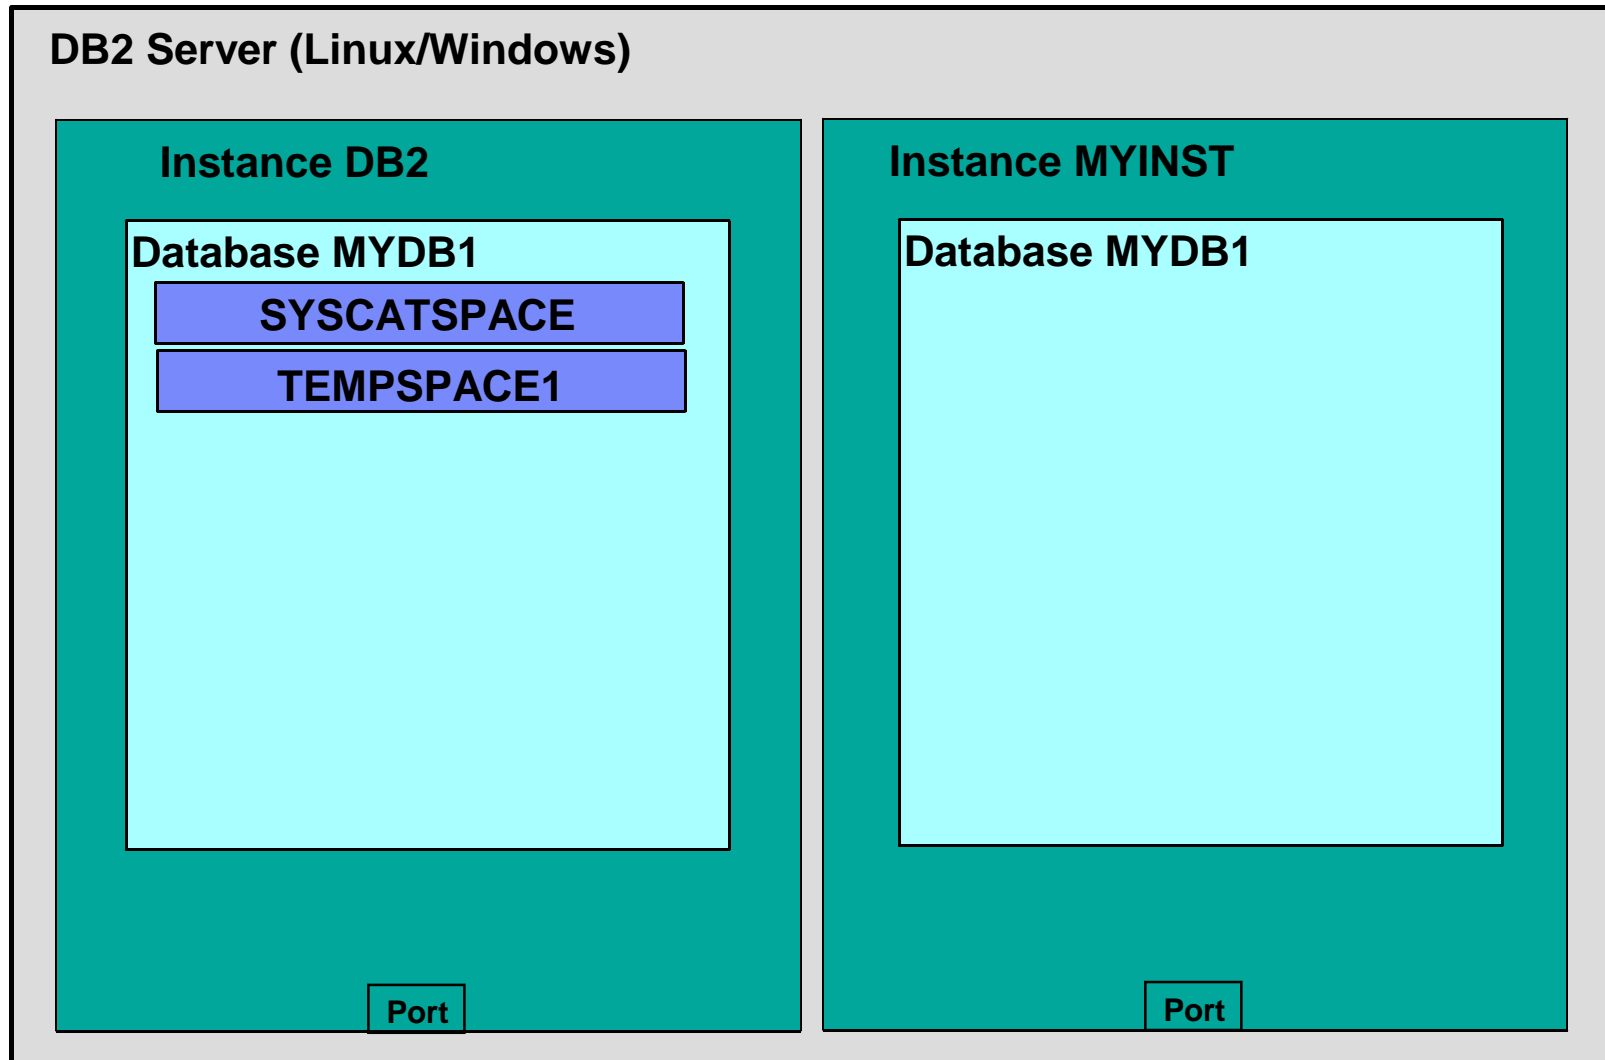 DB2 Server (Linux/Windows)
Instance DB2
Database MYDB1
SYSCATSPACE
TEMPSPACE1
Port
Instance MYINST
Database MYDB1
Port